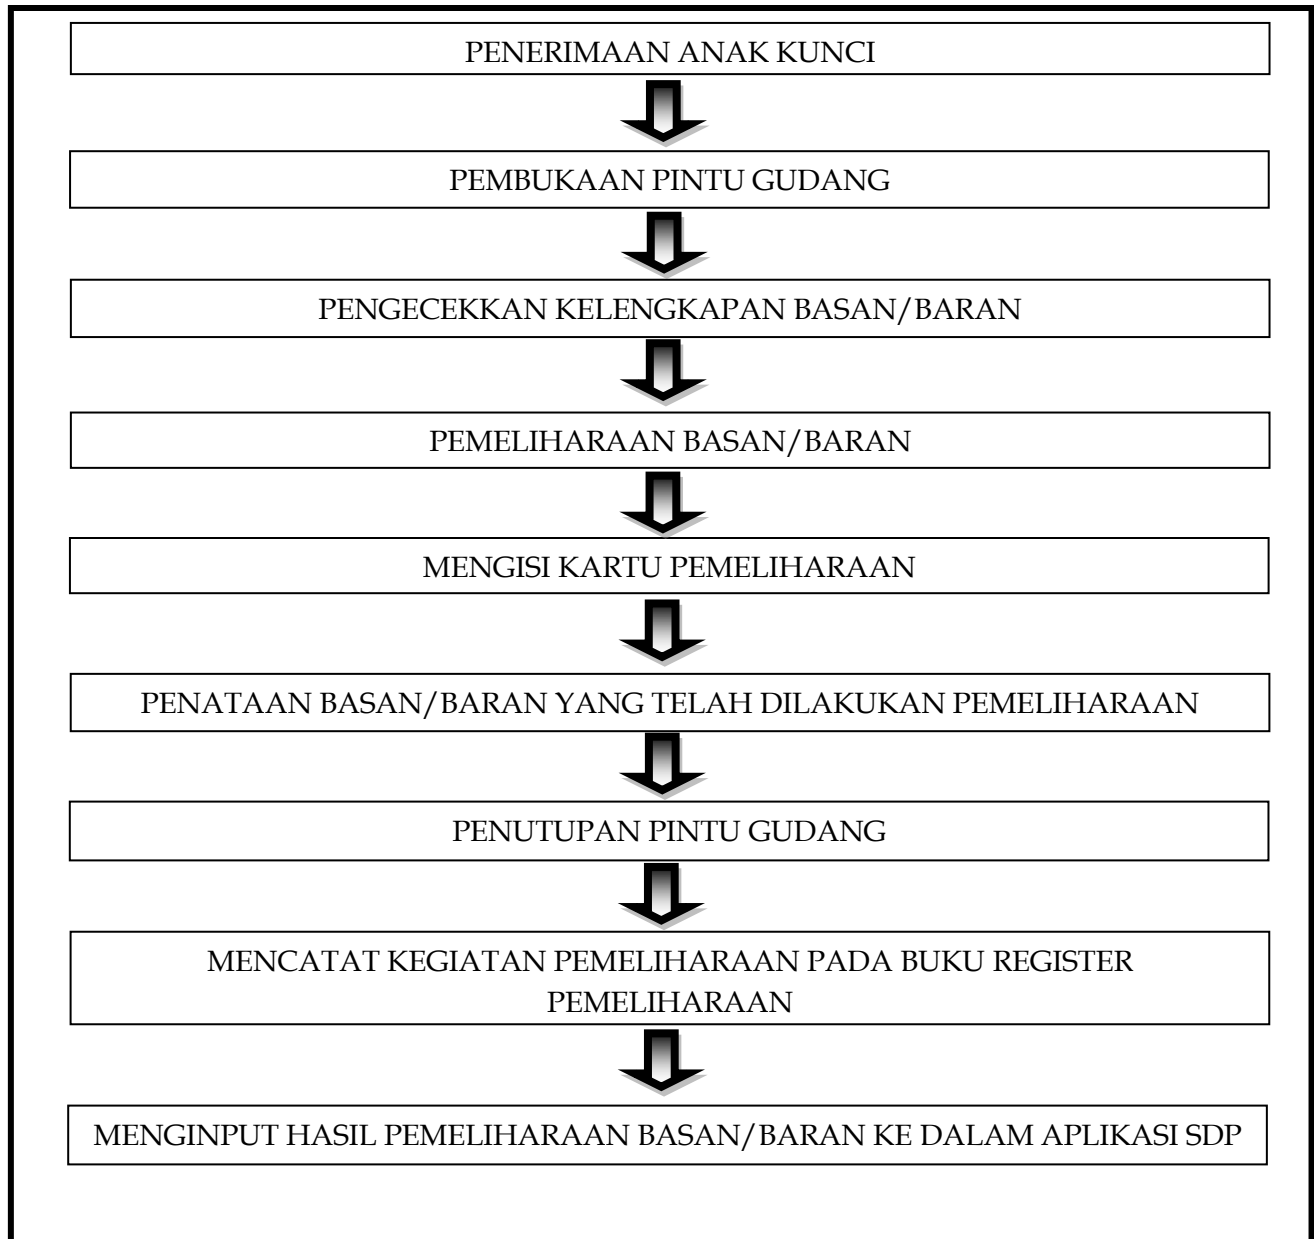 PENERIMAAN ANAK KUNCI
PEMBUKAAN PINTU GUDANG
PENGECEKKAN KELENGKAPAN BASAN/BARAN
PEMELIHARAAN BASAN/BARAN
MENGISI KARTU PEMELIHARAAN
PENATAAN BASAN/BARAN YANG TELAH DILAKUKAN PEMELIHARAAN
PENUTUPAN PINTU GUDANG
MENCATAT KEGIATAN PEMELIHARAAN PADA BUKU REGISTER
PEMELIHARAAN
MENGINPUT HASIL PEMELIHARAAN BASAN/BARAN KE DALAM APLIKASI SDP